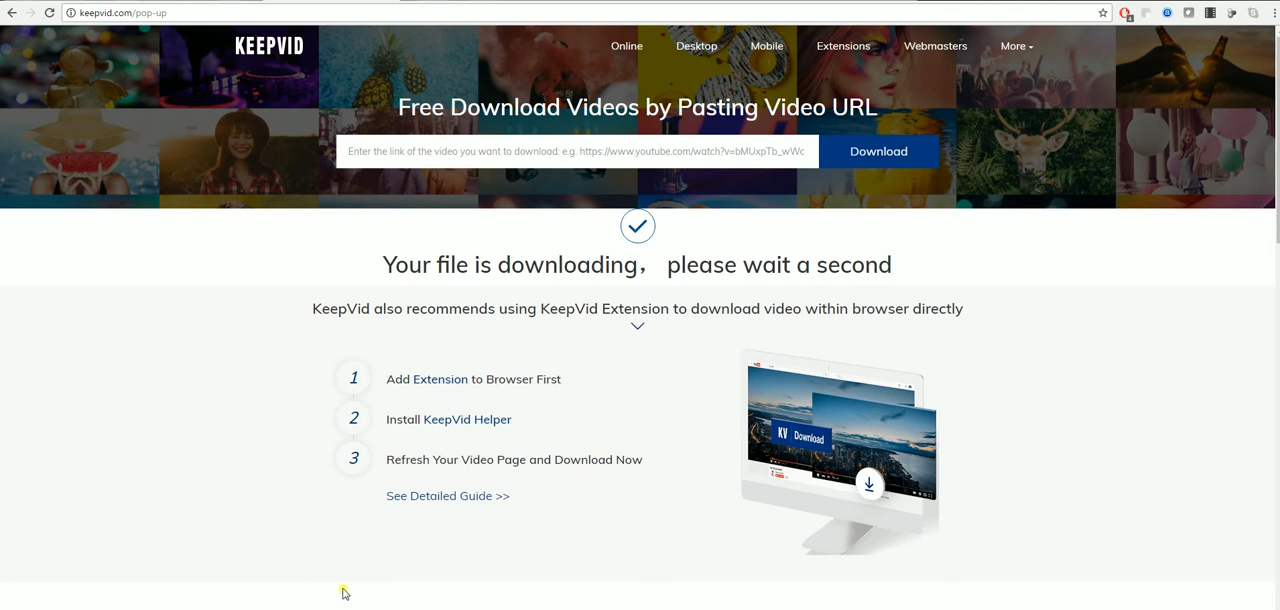 keepvid.com/pop-up
KEEPVID
Online Desktop Mobile Extensions Webmasters More
Free Download Videos by Pasting Video URL
Enter the link of the video you want to download: e.g. https://www.youtube.com/watch?v=bMUxpTb_wWc
Download
Your file is downloading， please wait a second
KeepVid also recommends using KeepVid Extension to download video within browser directly
1 Add Extension to Browser First
2 Install KeepVid Helper
3 Refresh Your Video Page and Download Now
See Detailed Guide >>
KV Download